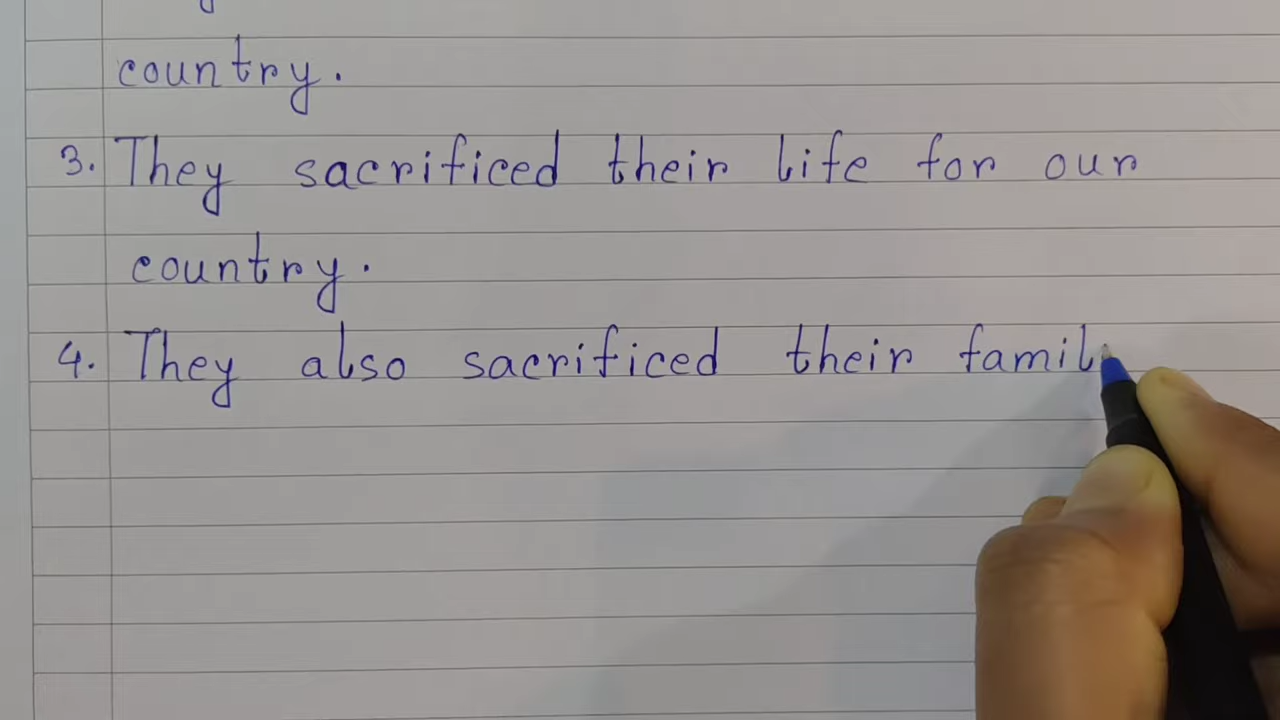 country.
3. They sacrificed their life for our
country.
4. They also sacrificed their famil